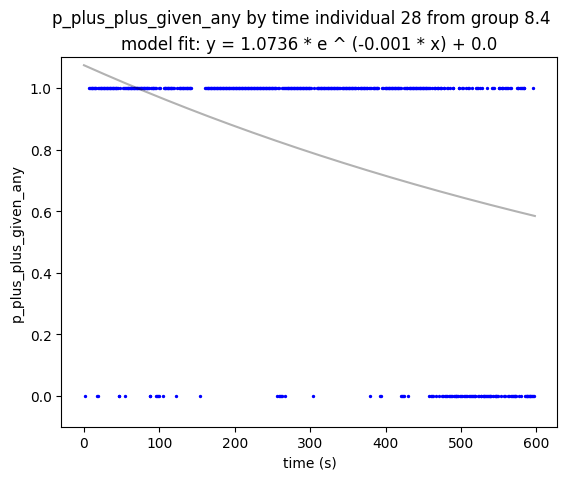 p_plus_plus_given_any by time individual 28 from group 8.4
model fit: y = 1.0736 * e ^ (-0.001 * x) + 0.0
1.0
0.8
0.6
0.4
0.2
0.0
p_plus_plus_given_any
0 100 200 300 400 500 600
time (s)